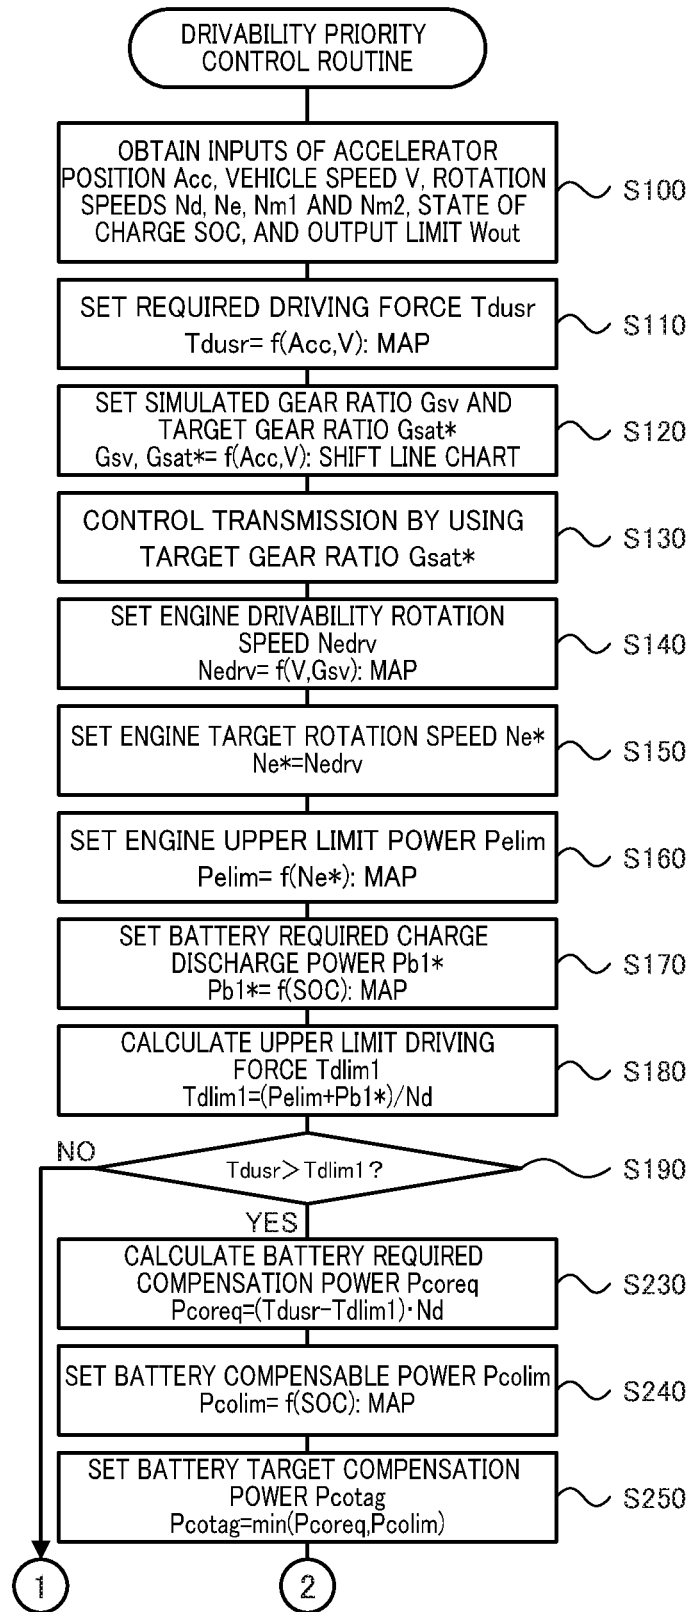 DRIVABILITY PRIORITY
CONTROL ROUTINE
OBTAIN INPUTS OF ACCELERATOR
POSITION Acc, VEHICLE SPEED V, ROTATION
SPEEDS Nd, Ne, Nm1 AND Nm2, STATE OF
CHARGE SOC, AND OUTPUT LIMIT Wout
S100
SET REQUIRED DRIVING FORCE Tdusr
Tdusr= f(Acc,V): MAP
S110
SET SIMULATED GEAR RATIO Gsv AND
TARGET GEAR RATIO Gsat*
Gsv, Gsat*= f(Acc,V): SHIFT LINE CHART
S120
CONTROL TRANSMISSION BY USING
TARGET GEAR RATIO Gsat*
S130
SET ENGINE DRIVABILITY ROTATION
SPEED Nedrv
Nedrv= f(V,Gsv): MAP
S140
SET ENGINE TARGET ROTATION SPEED Ne*
Ne*=Nedrv
S150
SET ENGINE UPPER LIMIT POWER Pelim
Pelim= f(Ne*): MAP
S160
SET BATTERY REQUIRED CHARGE
DISCHARGE POWER Pb1*
Pb1*= f(SOC): MAP
S170
CALCULATE UPPER LIMIT DRIVING
FORCE Tdlim1
Tdlim1=(Pelim+Pb1*)/Nd
S180
NO
Tdusr>Tdlim1?
S190
YES
CALCULATE BATTERY REQUIRED
COMPENSATION POWER Pcoreq
Pcoreq=(Tdusr-Tdlim1)·Nd
S230
SET BATTERY COMPENSABLE POWER Pcolim
Pcolim= f(SOC): MAP
S240
SET BATTERY TARGET COMPENSATION
POWER Pcotag
Pcotag=min(Pcoreq,Pcolim)
S250
1
2